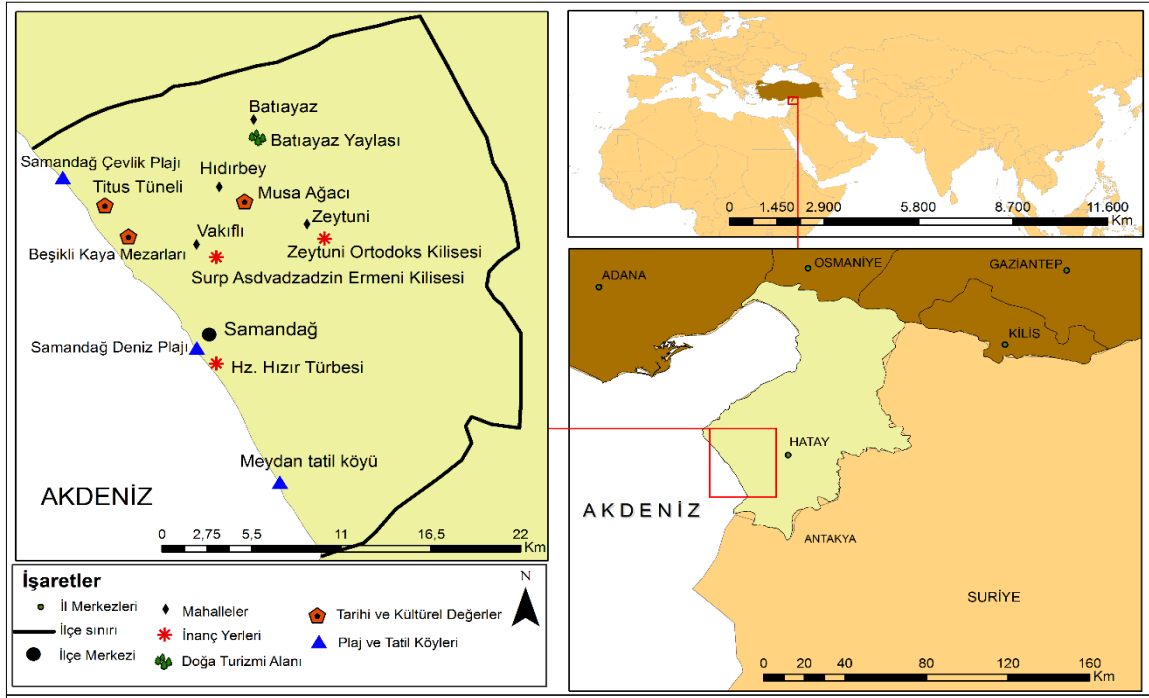 Batıayaz
Batıayaz Yaylası
Samandağ Çevlik Plajı
Hıdırbey
Titus Tüneli
Musa Ağacı
Zeytuni
Vakıflı
Beşikli Kaya Mezarları
Zeytuni Ortodoks Kilisesi
Surp Asdvadzadzin Ermeni Kilisesi
Samandağ
Samandağ Deniz Plajı
Hz. Hızır Türbesi
Meydan tatil köyü
AKDENİZ
0 2,75 5,5 11 16,5 22
Km
İşaretler
İl Merkezleri
İlçe sınırı
İlçe Merkezi
Mahalleler
İnanç Yerleri
Doğa Turizmi Alanı
Tarihi ve Kültürel Değerler
Plaj ve Tatil Köyleri
N
0 1.450 2.900 5.800 8.700 11.600
Km
ADANA
OSMANİYE
GAZİANTEP
KİLİS
HATAY
AKDENİZ
ANTAKYA
SURİYE
0 20 40 80 120 160
Km